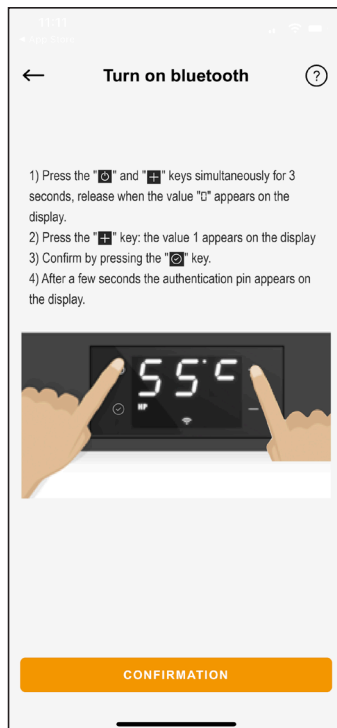 11:11
Turn on bluetooth
?
1) Press the "⏻" and "+" keys simultaneously for 3
seconds, release when the value "▯" appears on the
display.
2) Press the "+" key: the value 1 appears on the display
3) Confirm by pressing the "✓" key.
4) After a few seconds the authentication pin appears on
the display.
55°C
HP
CONFIRMATION